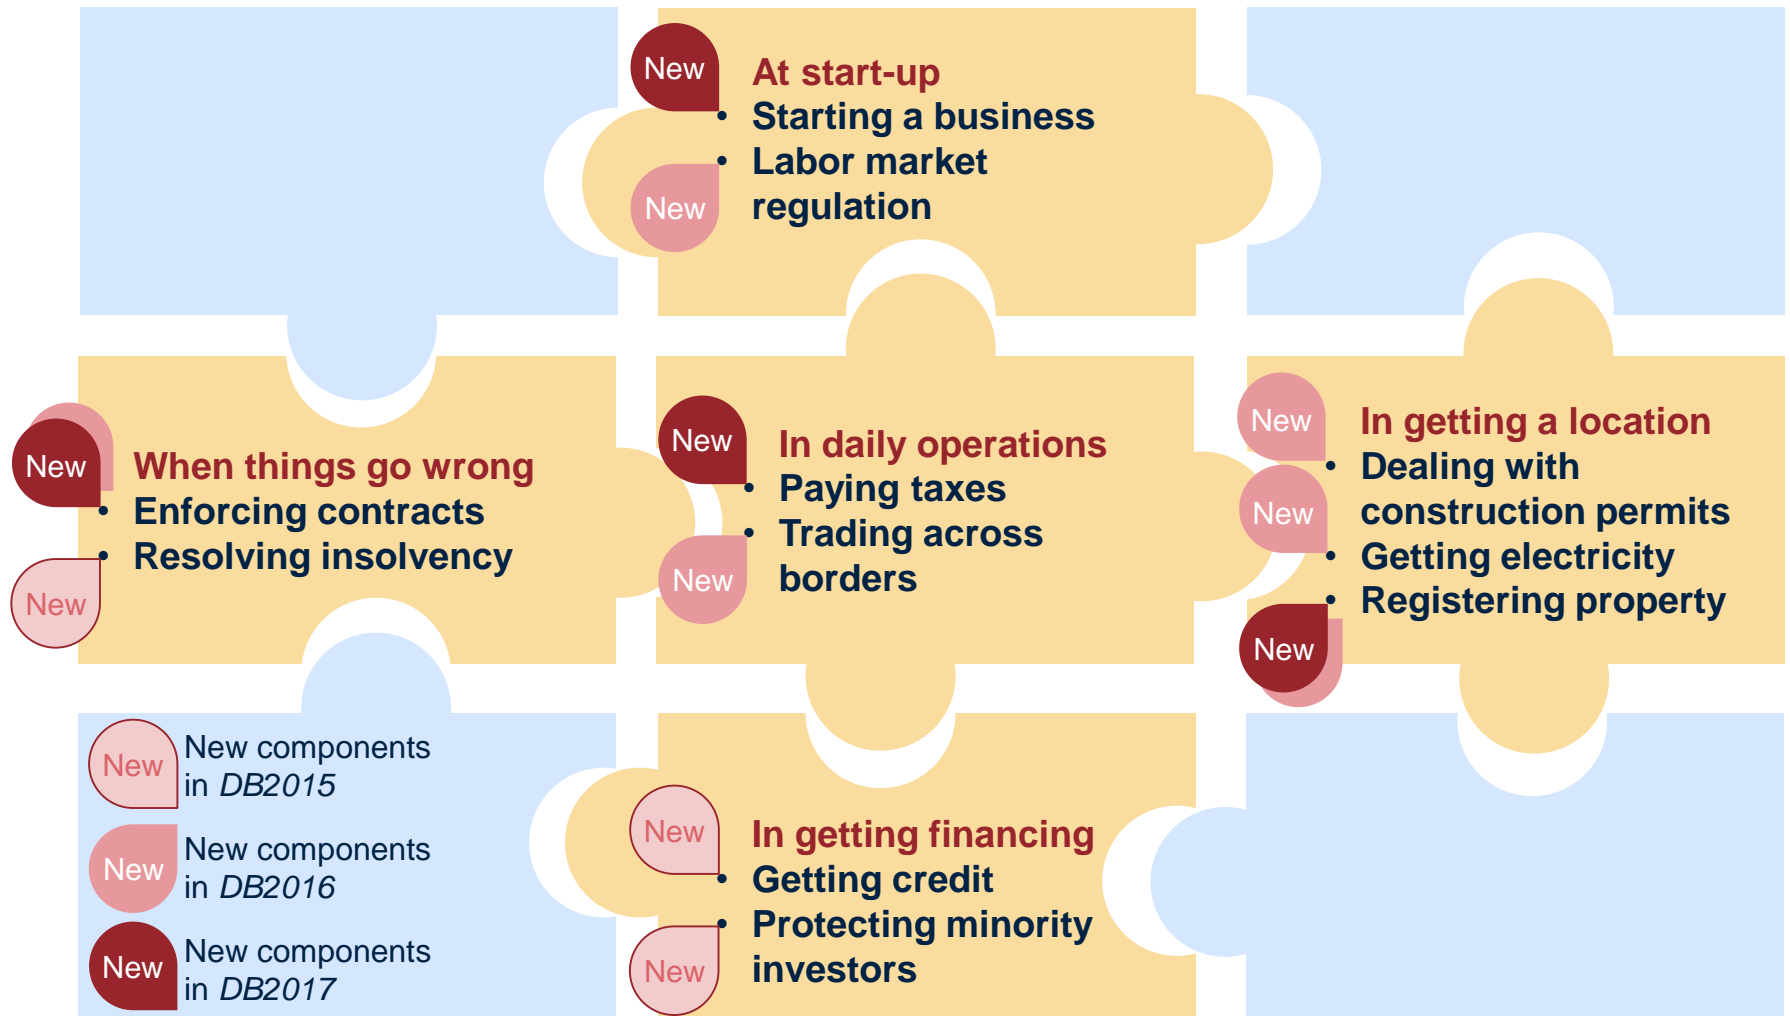 New
At start-up
• Starting a business
• Labor market
regulation
New
New
When things go wrong
• Enforcing contracts
• Resolving insolvency
New
New
In daily operations
• Paying taxes
• Trading across
borders
New
New
In getting a location
• Dealing with
construction permits
New
• Getting electricity
• Registering property
New
New
New components
in DB2015
New
New components
in DB2016
New
New components
in DB2017
New
In getting financing
• Getting credit
• Protecting minority
investors
New